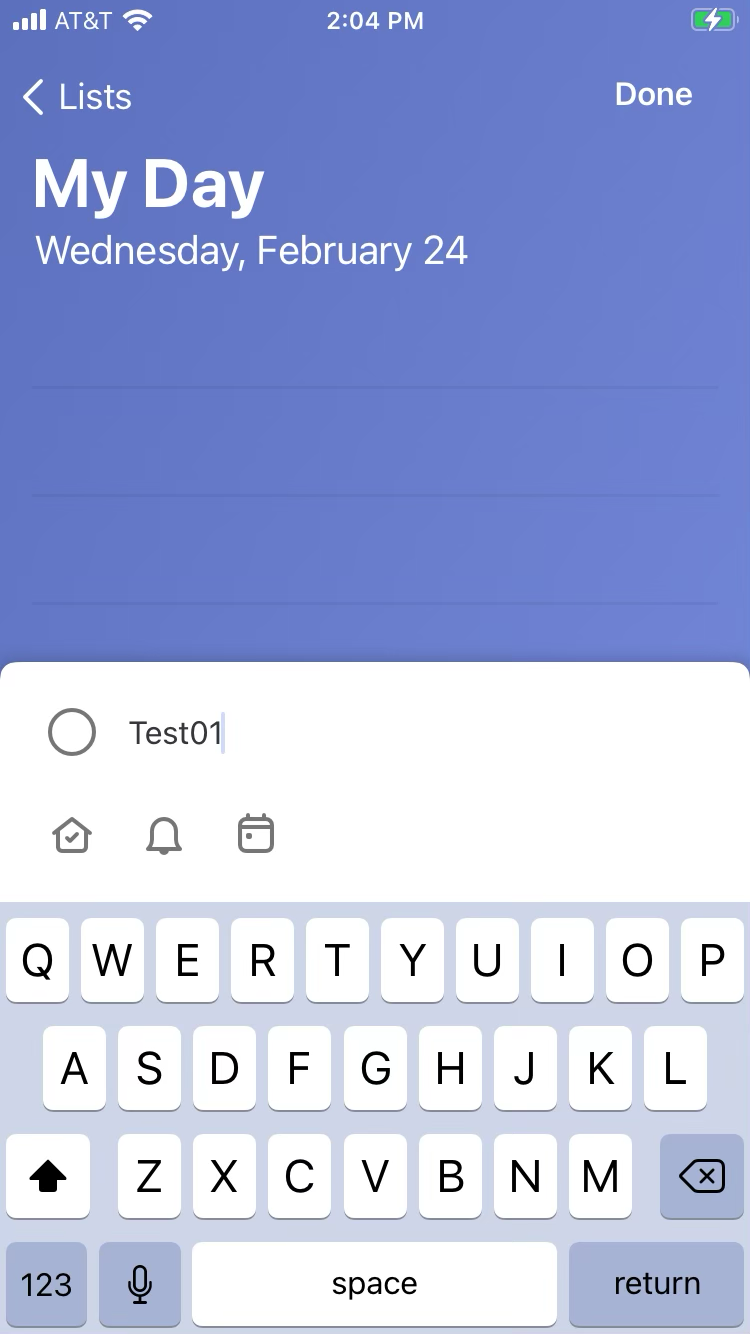 AT&T 2:04 PM
Lists Done
My Day
Wednesday, February 24
Test01
Q W E R T Y U I O P
A S D F G H J K L
Z X C V B N M
123 space return